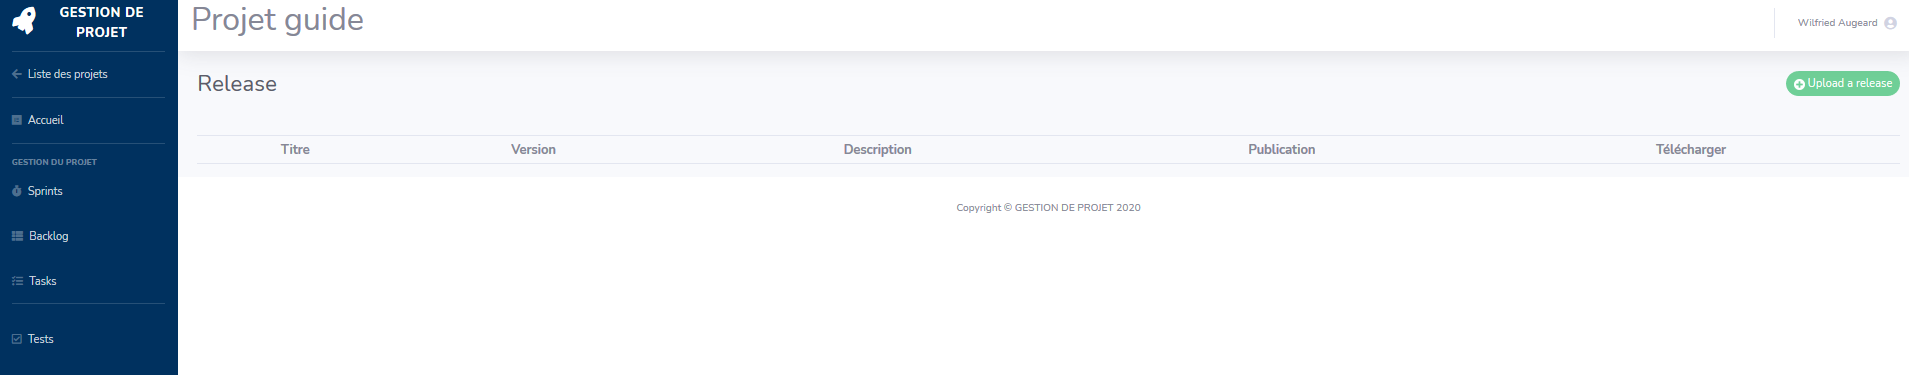 GESTION DE
PROJET
Projet guide
Wilfried Augeard
Liste des projets
Release
Upload a release
Accueil
Titre Version Description Publication Télécharger
GESTION DU PROJET
Sprints
Copyright © GESTION DE PROJET 2020
Backlog
Tasks
Tests